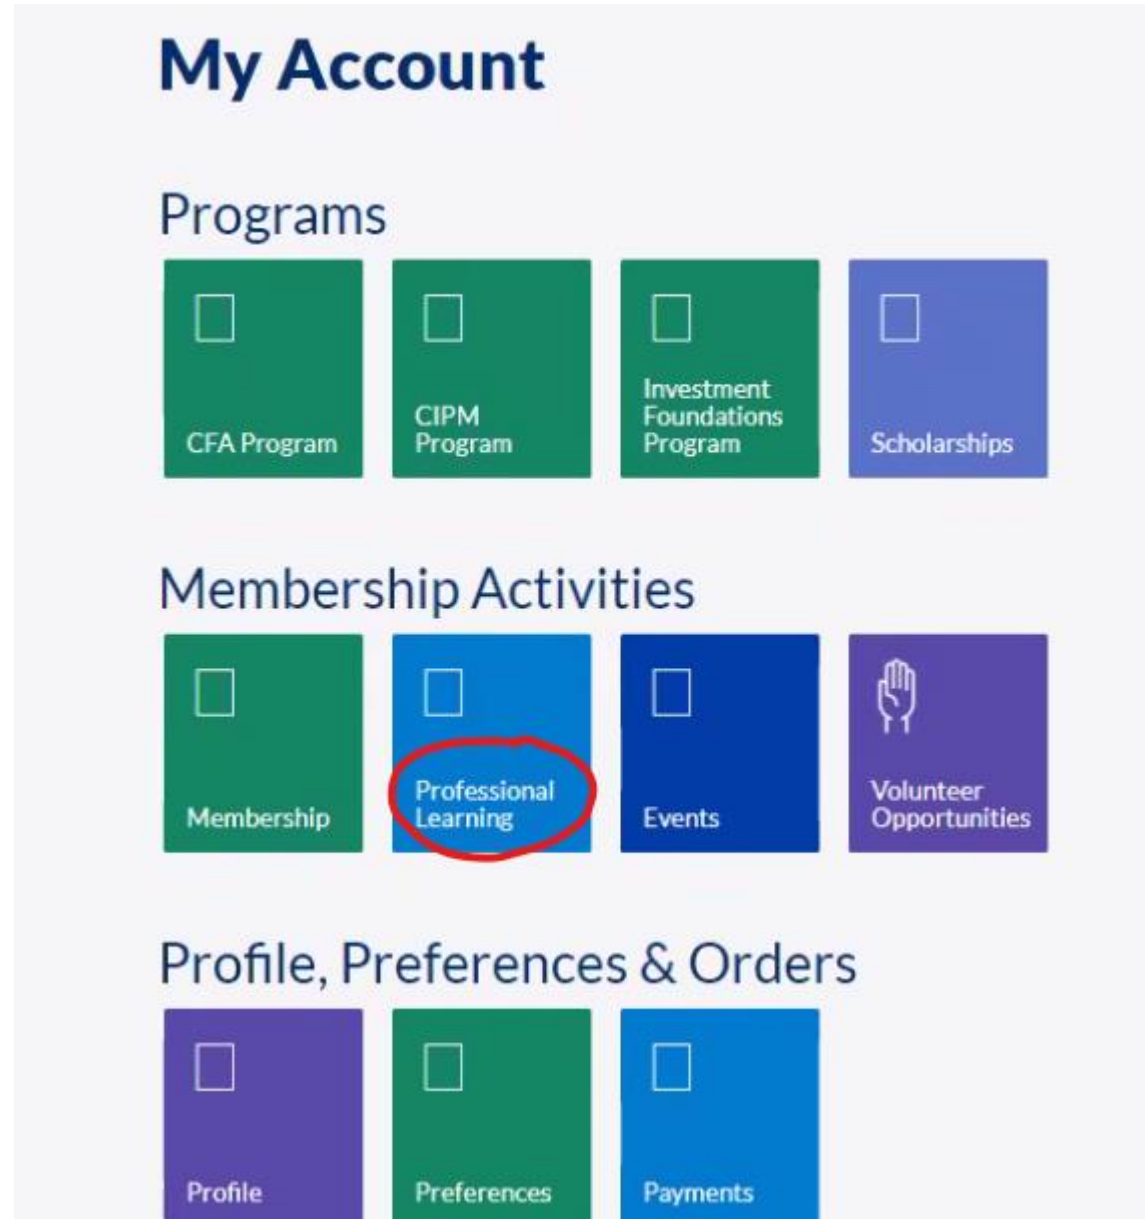 My Account
Programs
CFA Program
CIPM
Program
Investment
Foundations
Program
Scholarships
Membership Activities
Membership
Professional
Learning
Events
Volunteer
Opportunities
Profile, Preferences & Orders
Profile
Preferences
Payments